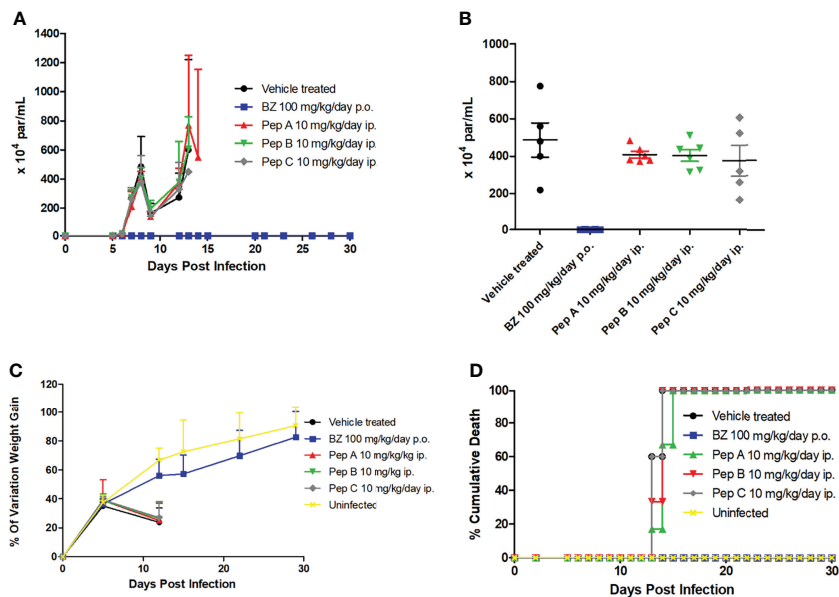 A
1400
1200
1000
800
600
400
200
0
x 10⁴ par/mL
0 5 10 15 20 25 30
Days Post Infection
Vehicle treated
BZ 100 mg/kg/day p.o.
Pep A 10 mg/kg/day ip.
Pep B 10 mg/kg/day ip.
Pep C 10 mg/kg/day ip
B
1000
800
600
400
200
0
x 10⁴ par/mL
Vehicle treated
BZ 100 mg/kg/day p.o.
Pep A 10 mg/kg/day ip.
Pep B 10 mg/kg/day ip.
Pep C 10 mg/kg/day ip.
C
120
100
80
60
40
20
0
% Of Variation Weight Gain
0 10 20 30
Days Post Infection
Vehicle treated
BZ 100 mg/kg/day p.o.
Pep A 10 mg/kg/kg ip.
Pep B 10 mg/kg ip.
Pep C 10 mg/kg/day ip.
Uninfected
D
100
80
60
40
20
0
% Cumulative Death
0 10 20 30
Days Post Infection
Vehicle treated
BZ 100 mg/kg/day p.o.
Pep A 10 mg/kg/day ip.
Pep B 10 mg/kg/day ip.
Pep C 10 mg/kg/day ip.
Uninfected